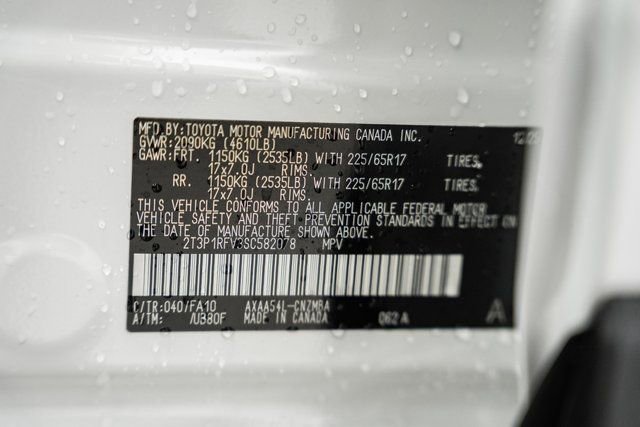 MFD.BY:TOYOTA MOTOR MANUFACTURING CANADA INC. 12/25
GVWR:2090KG (4610LB)
GAWR:FRT. 1150KG (2535LB) WITH 225/65R17 TIRES,
17x7.0J RIMS.
RR. 1150KG (2535LB) WITH 225/65R17 TIRES,
17x7.0J RIMS.
THIS VEHICLE CONFORMS TO ALL APPLICABLE FEDERAL MOTOR
VEHICLE SAFETY AND THEFT PREVENTION STANDARDS IN EFFECT ON
THE DATE OF MANUFACTURE SHOWN ABOVE.
2T3P1RFV3SC582078 MPV
C/TR:040/FA10 AXAA54L-CNZMBA
A/TM: /U380F MADE IN CANADA 062 A A